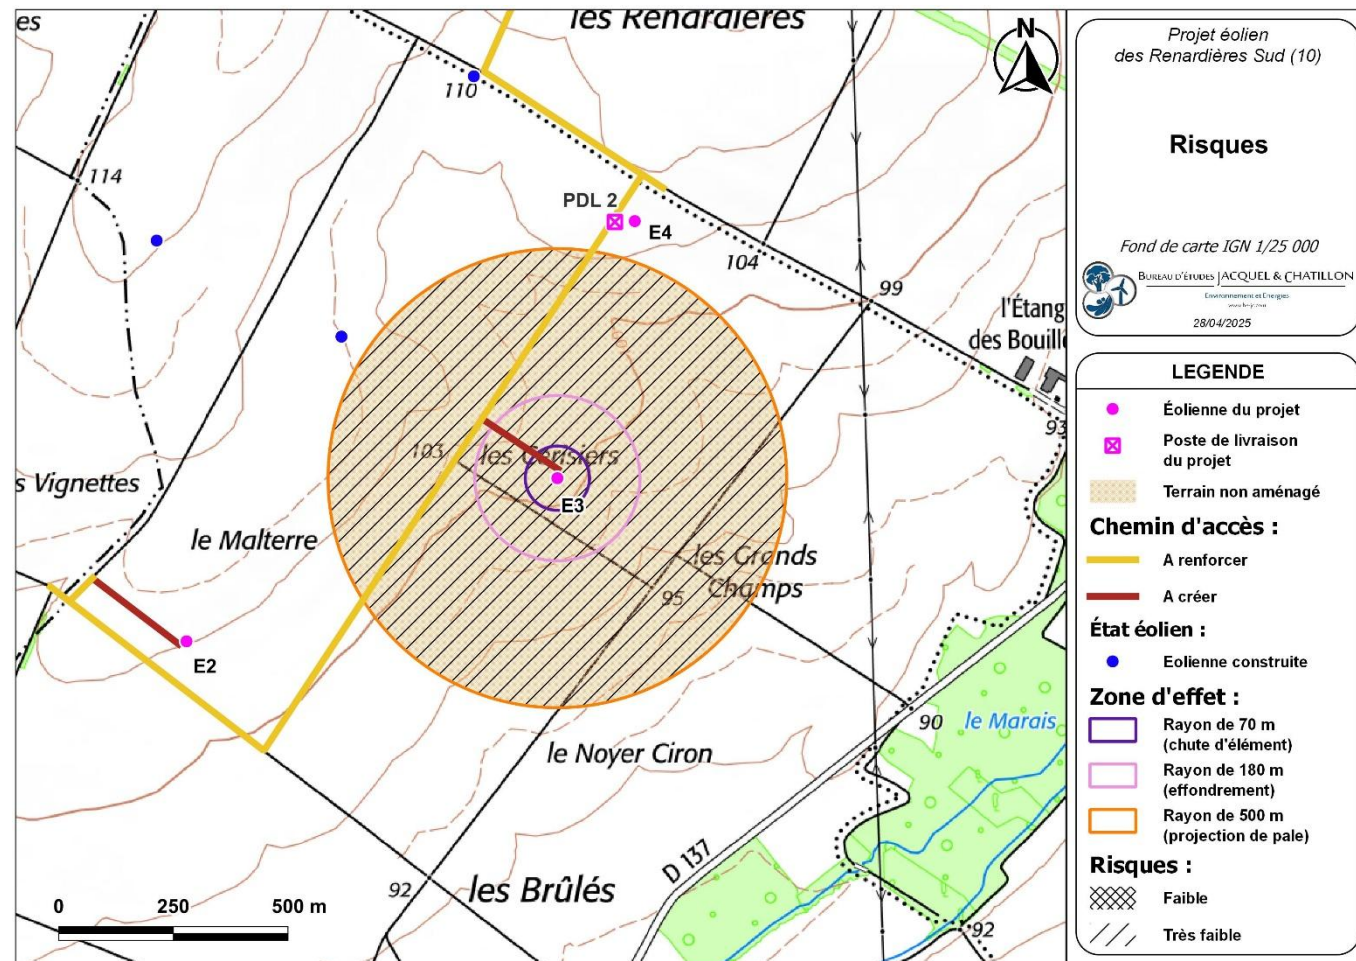 es
les Renardières
N
110
114
PDL 2
E4
104
99
l'Étang
des Bouill
93
103
les Cerisiers
E3
s Vignettes
le Malterre
les Grands
Champs
95
E2
90
le Marais
le Noyer Ciron
D 137
92
les Brûlés
92
0 250 500 m
Projet éolien
des Renardières Sud (10)
Risques
Fond de carte IGN 1/25 000
BUREAU D'ÉTUDES JACQUEL & CHATILLON
Environnement et Energies
28/04/2025
LEGENDE
Éolienne du projet
Poste de livraison
du projet
Terrain non aménagé
Chemin d'accès :
A renforcer
A créer
État éolien :
Eolienne construite
Zone d'effet :
Rayon de 70 m
(chute d'élément)
Rayon de 180 m
(effondrement)
Rayon de 500 m
(projection de pale)
Risques :
Faible
Très faible